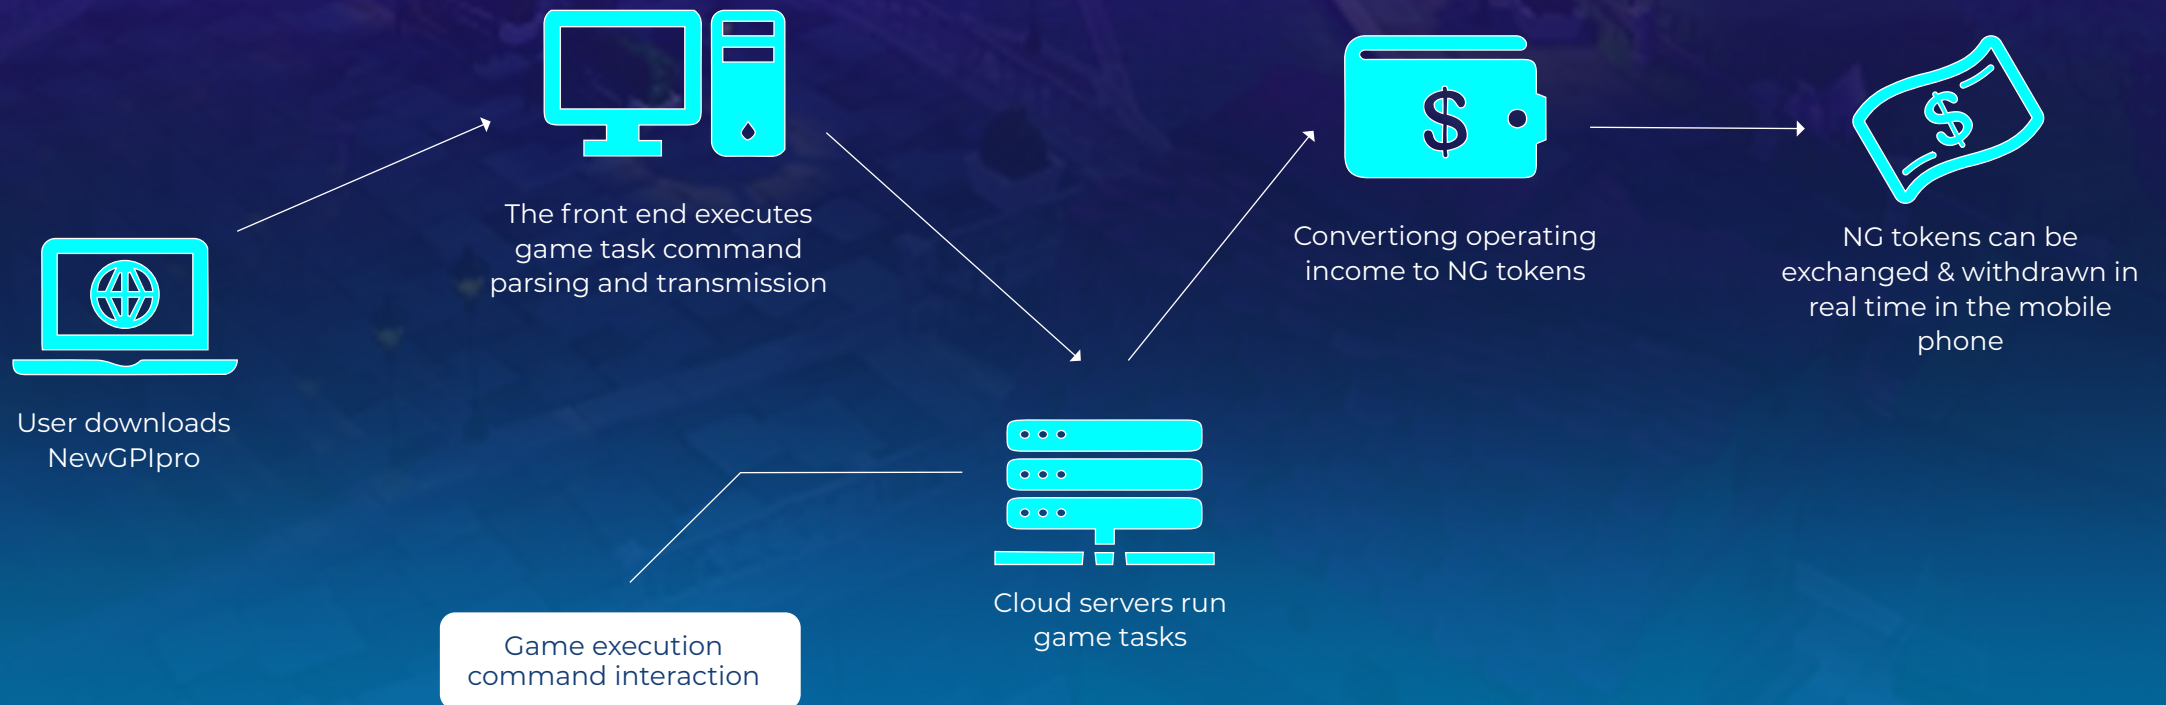 User downloads
NewGPIpro
The front end executes
game task command
parsing and transmission
Game execution
command interaction
Cloud servers run
game tasks
Convertiong operating
income to NG tokens
NG tokens can be
exchanged & withdrawn in
real time in the mobile
phone